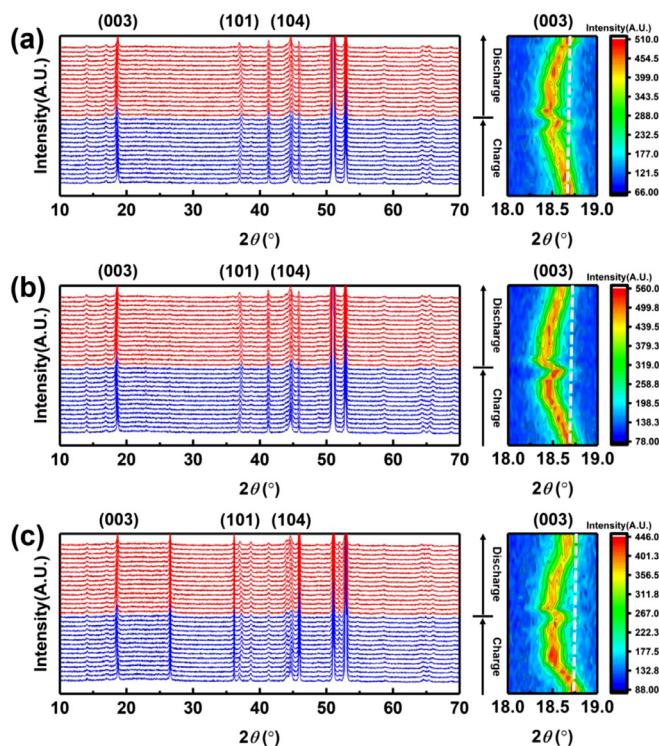 (a)
(003) (101) (104)
Intensity(A.U.)
10 20 30 40 50 60 70
2θ(°)
Discharge
Charge
(003)
18.0 18.5 19.0
2θ(°)
Intensity(A.U.)
510.0
454.5
399.0
343.5
288.0
232.5
177.0
121.5
66.00
(b)
(003) (101) (104)
Intensity(A.U.)
10 20 30 40 50 60 70
2θ(°)
Discharge
Charge
(003)
18.0 18.5 19.0
2θ(°)
Intensity(A.U.)
560.0
499.8
439.5
379.3
319.0
258.8
198.5
138.3
78.00
(c)
(003) (101) (104)
Intensity(A.U.)
10 20 30 40 50 60 70
2θ(°)
Discharge
Charge
(003)
18.0 18.5 19.0
2θ(°)
Intensity(A.U.)
446.0
401.3
356.5
311.8
267.0
222.3
177.5
132.8
88.00